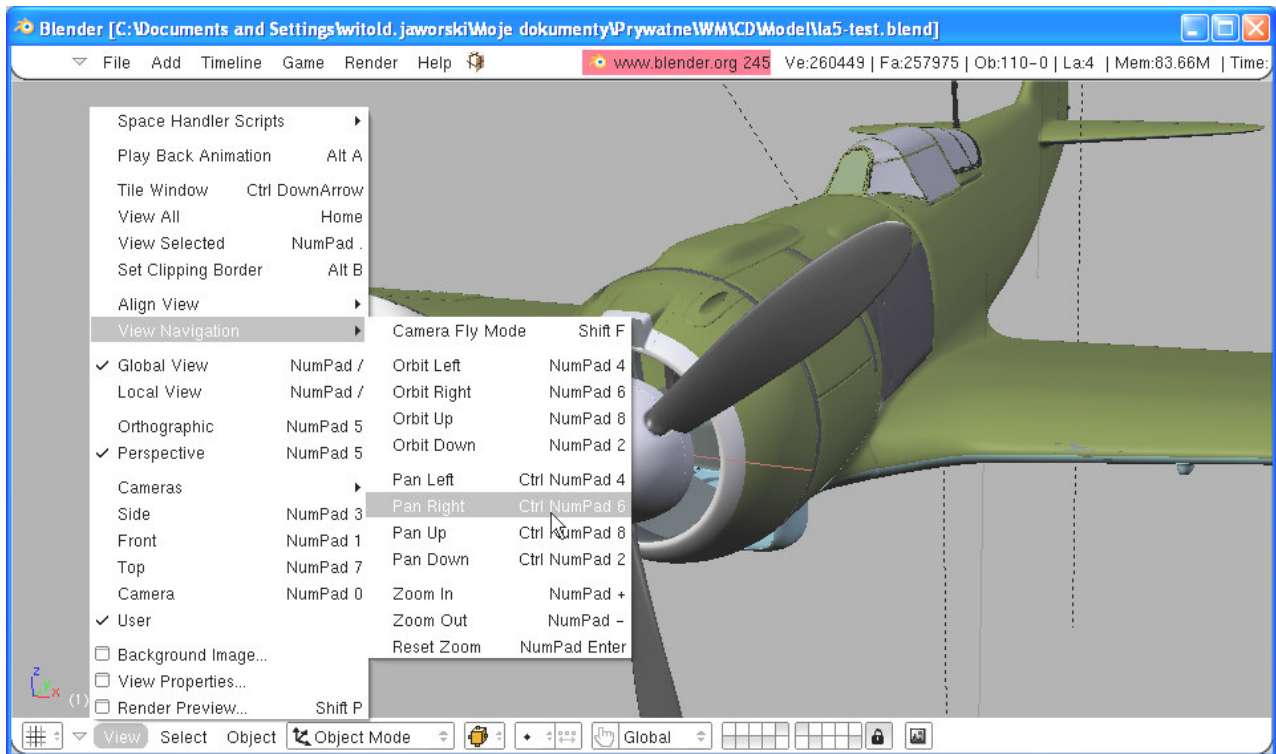 Blender [C:\Documents and Settings\witold.jaworski\Moje dokumenty\Prywatne\WM\CD\Model\la5-test.blend]
File Add Timeline Game Render Help www.blender.org 245 Ve:260449 | Fa:257975 | Ob:110-0 | La:4 | Mem:83.66M | Time:
Space Handler Scripts
Play Back Animation Alt A
Tile Window Ctrl DownArrow
View All Home
View Selected NumPad .
Set Clipping Border Alt B
Align View
View Navigation
Global View NumPad /
Local View NumPad /
Orthographic NumPad 5
Perspective NumPad 5
Cameras
Side NumPad 3
Front NumPad 1
Top NumPad 7
Camera NumPad 0
User
Background Image...
View Properties...
Render Preview... Shift P
Camera Fly Mode Shift F
Orbit Left NumPad 4
Orbit Right NumPad 6
Orbit Up NumPad 8
Orbit Down NumPad 2
Pan Left Ctrl NumPad 4
Pan Right Ctrl NumPad 6
Pan Up Ctrl NumPad 8
Pan Down Ctrl NumPad 2
Zoom In NumPad +
Zoom Out NumPad -
Reset Zoom NumPad Enter
z
y
x
(1)
View Select Object Object Mode Global